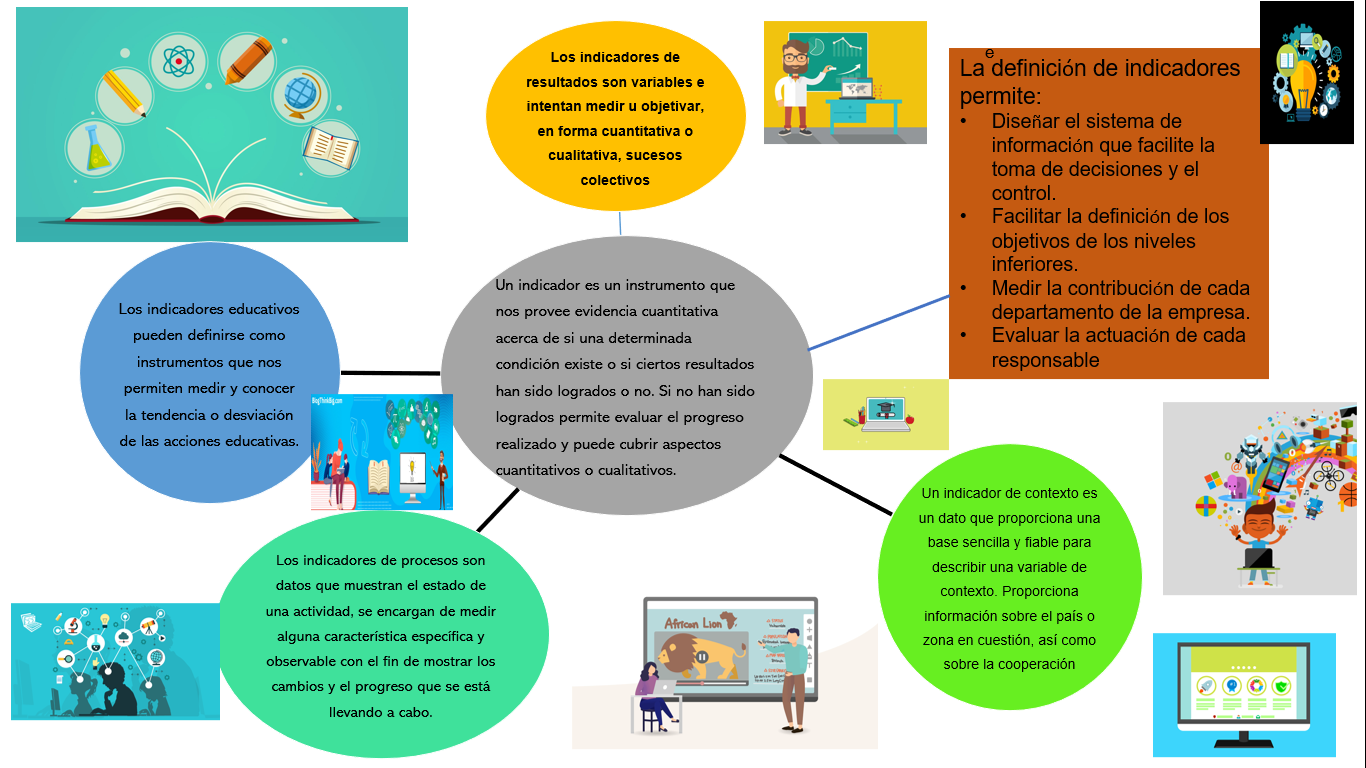 Los indicadores de
resultados son variables e
intentan medir u objetivar,
en forma cuantitativa o
cualitativa, sucesos
colectivos
e
La definición de indicadores
permite:
• Diseñar el sistema de
información que facilite la
toma de decisiones y el
control.
• Facilitar la definición de los
objetivos de los niveles
inferiores.
• Medir la contribución de cada
departamento de la empresa.
• Evaluar la actuación de cada
responsable
Los indicadores educativos
pueden definirse como
instrumentos que nos
permiten medir y conocer
la tendencia o desviación
de las acciones educativas.
Un indicador es un instrumento que
nos provee evidencia cuantitativa
acerca de si una determinada
condición existe o si ciertos resultados
han sido logrados o no. Si no han sido
logrados permite evaluar el progreso
realizado y puede cubrir aspectos
cuantitativos o cualitativos.
BlogThinkBig.com
Un indicador de contexto es
un dato que proporciona una
base sencilla y fiable para
describir una variable de
contexto. Proporciona
información sobre el país o
zona en cuestión, así como
sobre la cooperación
Los indicadores de procesos son
datos que muestran el estado de
una actividad, se encargan de medir
alguna característica específica y
observable con el fin de mostrar los
cambios y el progreso que se está
llevando a cabo.
African Lion